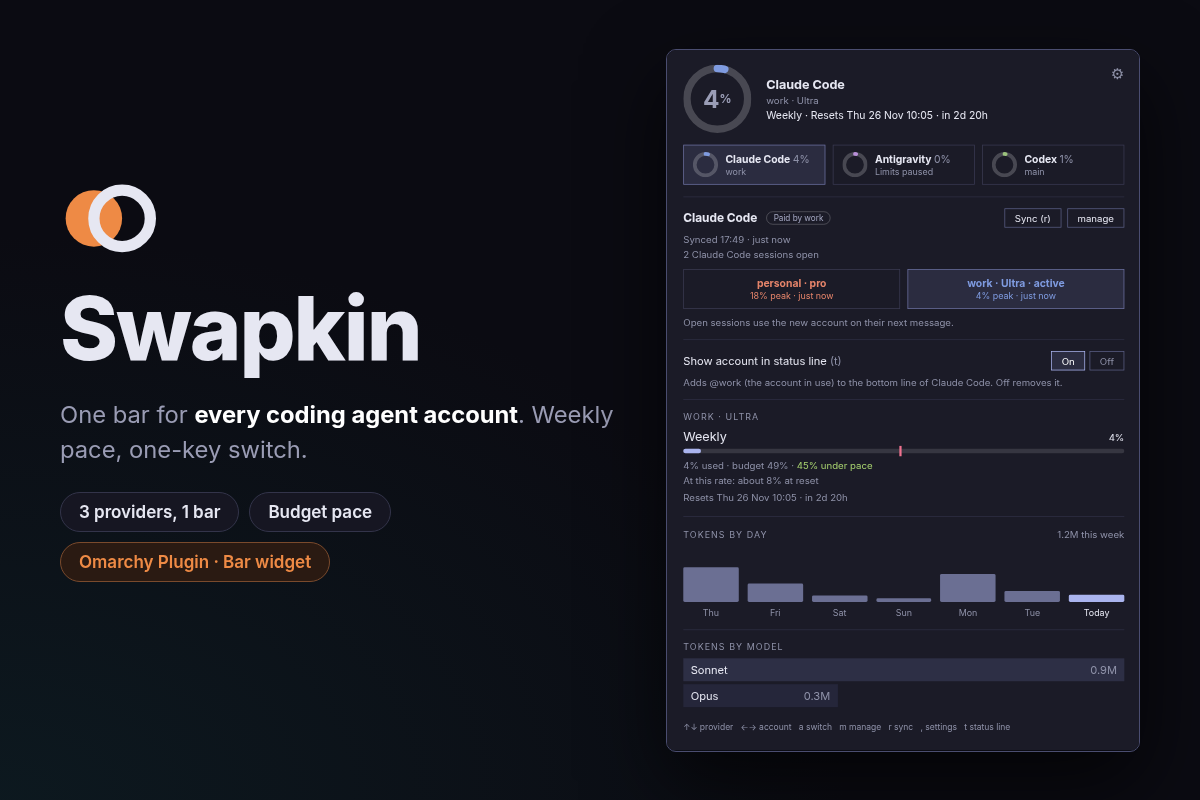 Swapkin
One bar for every coding agent account. Weekly
pace, one-key switch.
3 providers, 1 bar
Budget pace
Omarchy Plugin · Bar widget
4%
Claude Code
work · Ultra
Weekly · Resets Thu 26 Nov 10:05 · in 2d 20h
Claude Code 4%
work
Antigravity 0%
Limits paused
Codex 1%
main
Claude Code
Paid by work
Sync (r)
manage
Synced 17:49 · just now
2 Claude Code sessions open
personal · pro
18% peak · just now
work · Ultra · active
4% peak · just now
Open sessions use the new account on their next message.
Show account in status line (t)
On
Off
Adds @work (the account in use) to the bottom line of Claude Code. Off removes it.
WORK · ULTRA
Weekly
4%
4% used · budget 49% · 45% under pace
At this rate: about 8% at reset
Resets Thu 26 Nov 10:05 · in 2d 20h
TOKENS BY DAY
1.2M this week
Thu
Fri
Sat
Sun
Mon
Tue
Today
TOKENS BY MODEL
Sonnet
0.9M
Opus
0.3M
↑↓ provider ←→ account a switch m manage r sync , settings t status line